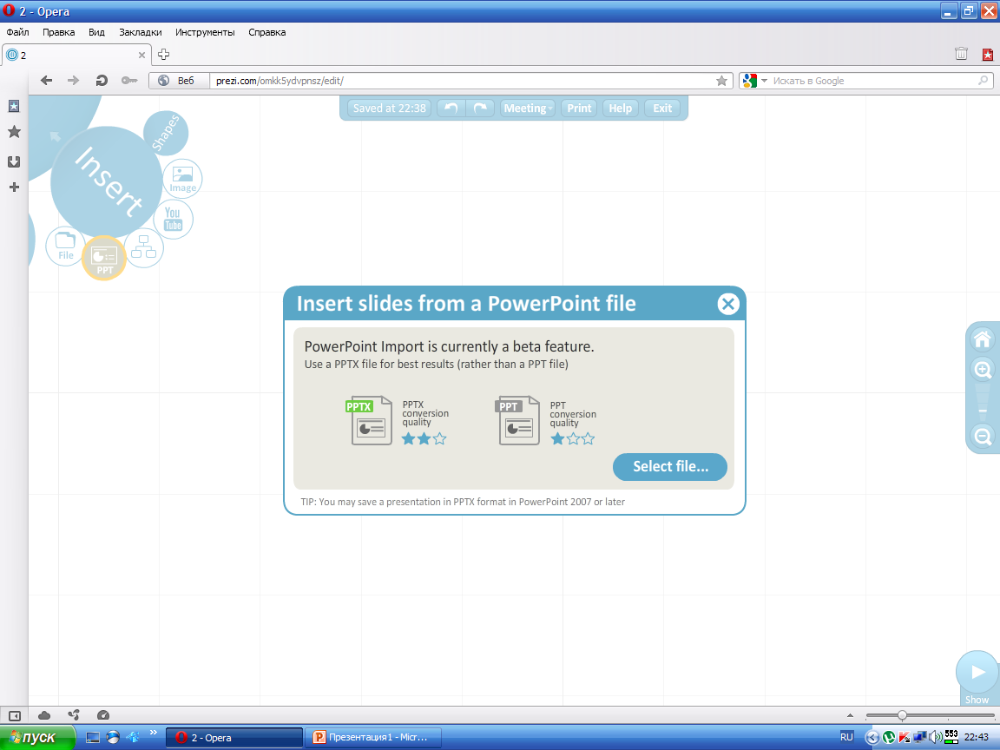 2 - Opera
Файл Правка Вид Закладки Инструменты Справка
2
Веб prezi.com/omkk5ydvpnsz/edit/ Искать в Google
Saved at 22:38 Meeting Print Help Exit
Shapes
Insert
Image
You
Tube
File
PPT
Insert slides from a PowerPoint file
PowerPoint Import is currently a beta feature.
Use a PPTX file for best results (rather than a PPT file)
PPTX
PPTX
conversion
quality
PPT
PPT
conversion
quality
Select file...
TIP: You may save a presentation in PPTX format in PowerPoint 2007 or later
Show
пуск 2 - Opera Презентация1 - Micr... RU 553 22:43